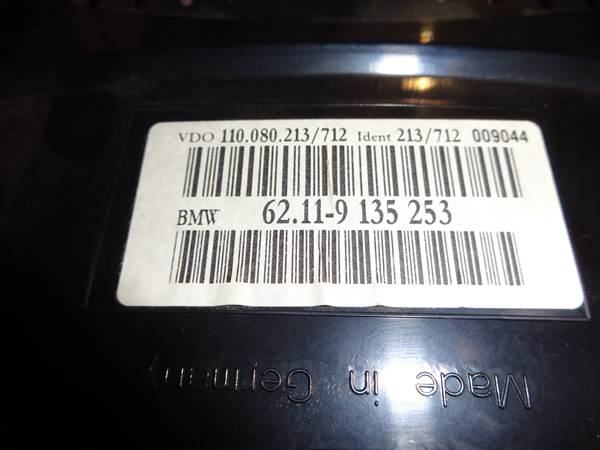 VDO 110.080.213/712 Ident 213/712 009044
BMW 62.11-9 135 253
Made in Germany